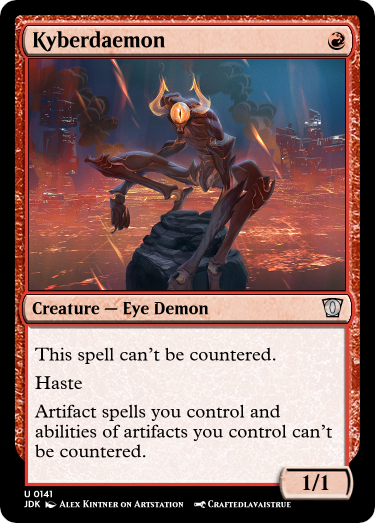 Kyberdaemon
Creature — Eye Demon
This spell can't be countered.
Haste
Artifact spells you control and
abilities of artifacts you control can't
be countered.
1/1
U 0141
JDK Alex Kintner on Artstation Craftedlavaistrue